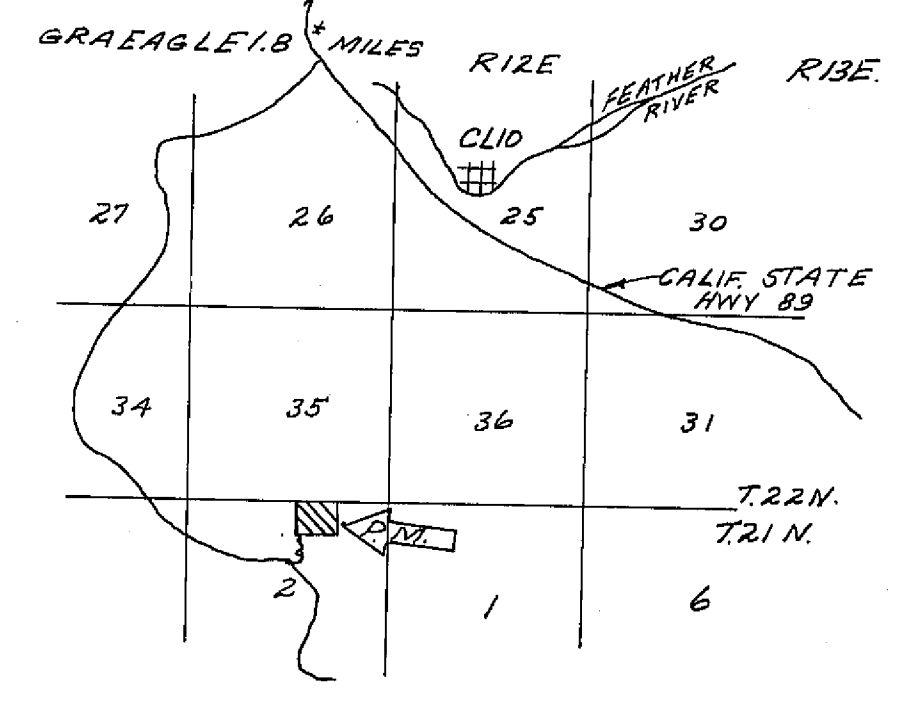 GRAEAGLE 1.8 * MILES
R12E
R13E.
FEATHER
RIVER
CLIO
27
26
25
30
CALIF. STATE
HWY 89
34
35
36
31
T.22N.
T.21N.
P.M.
2
1
6